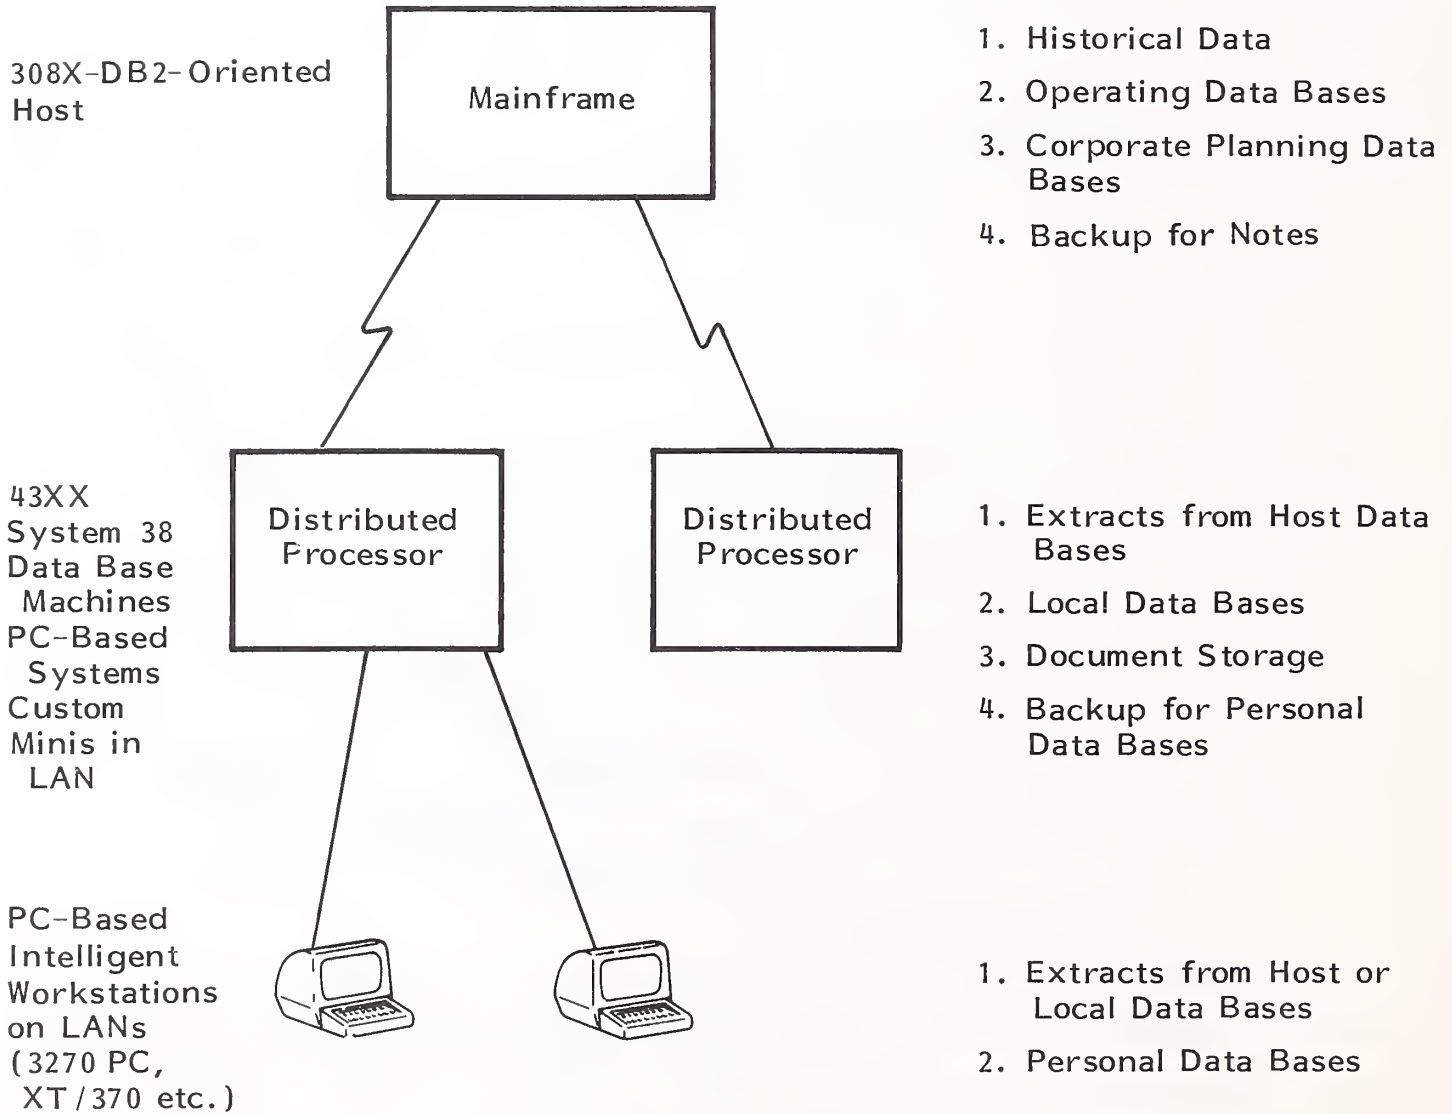 308X-DB2-Oriented
Host
Mainframe
1. Historical Data
2. Operating Data Bases
3. Corporate Planning Data
Bases
4. Backup for Notes
43XX
System 38
Data Base
Machines
PC-Based
Systems
Custom
Minis in
LAN
Distributed
Processor
Distributed
Processor
1. Extracts from Host Data
Bases
2. Local Data Bases
3. Document Storage
4. Backup for Personal
Data Bases
PC-Based
Intelligent
Workstations
on LANs
(3270 PC,
XT/370 etc.)
1. Extracts from Host or
Local Data Bases
2. Personal Data Bases